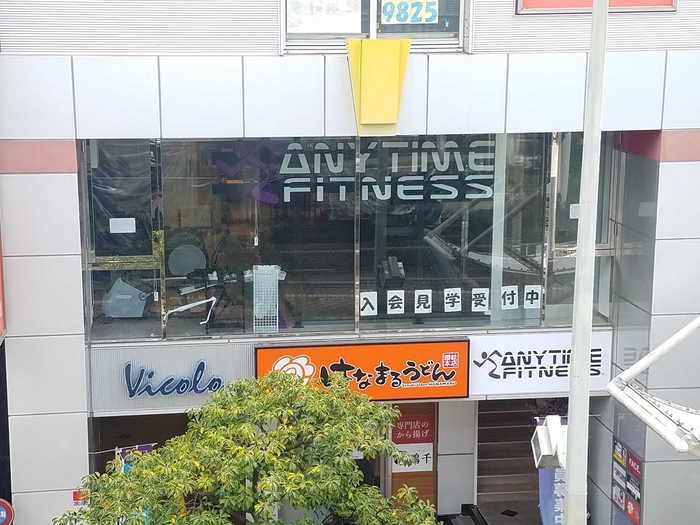 9825
ANYTIME
FITNESS
入会見学受付中
Vicolo
はなまるうどん
ANYTIME
FITNESS
専門店の
から揚げ